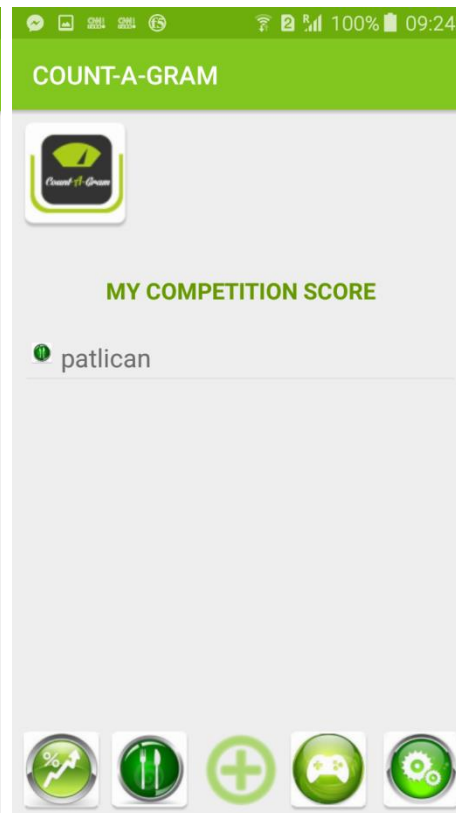 100% 09:24
COUNT-A-GRAM
Count-A-Gram
MY COMPETITION SCORE
patlican